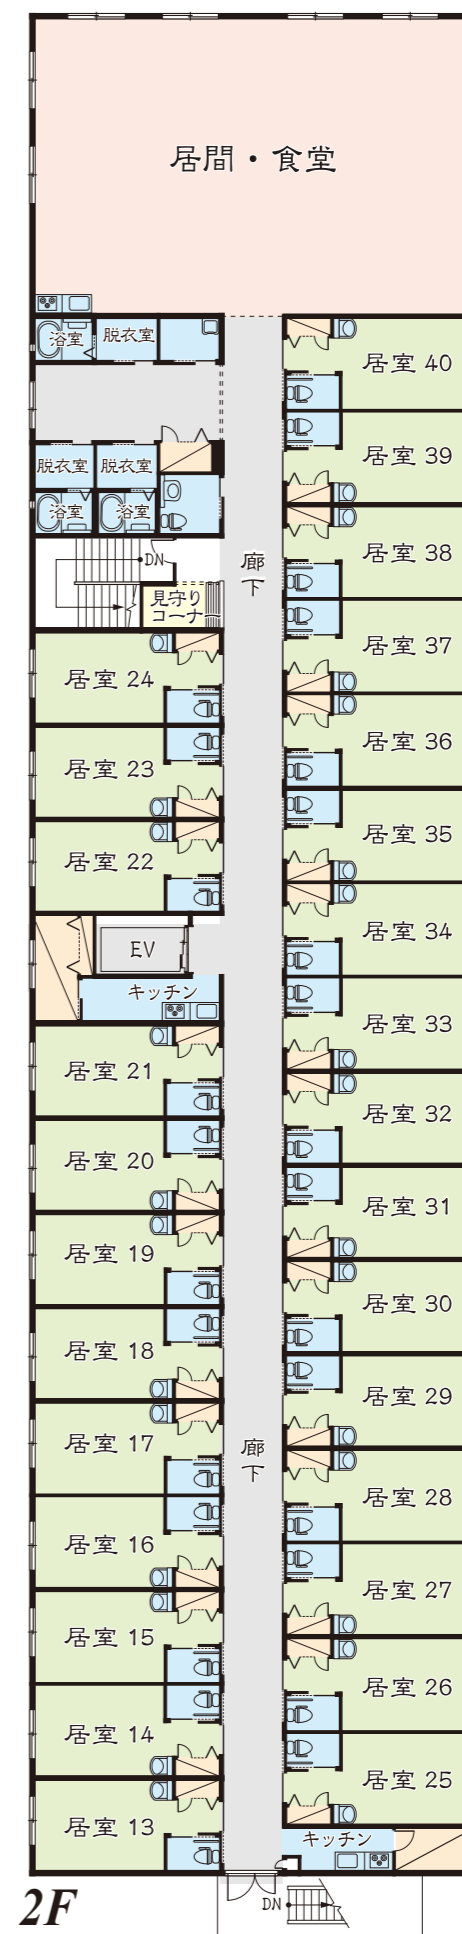 居間・食堂
浴室
脱衣室
居室 40
脱衣室
脱衣室
居室 39
浴室
浴室
居室 38
DN
廊下
見守り
コーナー
居室 37
居室 24
居室 36
居室 23
居室 35
居室 22
居室 34
EV
キッチン
居室 33
居室 21
居室 32
居室 20
居室 31
居室 19
居室 30
居室 18
居室 29
居室 17
廊下
居室 28
居室 16
居室 27
居室 15
居室 26
居室 14
居室 25
居室 13
キッチン
2F
DN